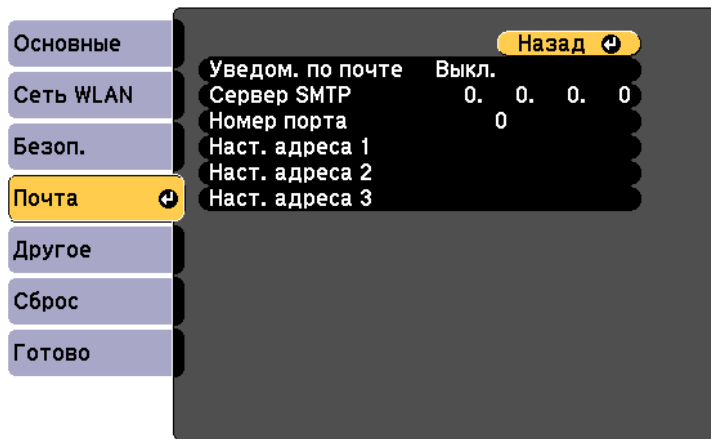 Основные
Сеть WLAN
Безоп.
Почта
Другое
Сброс
Готово
Назад
Уведом. по почте Выкл.
Сервер SMTP 0. 0. 0. 0
Номер порта 0
Наст. адреса 1
Наст. адреса 2
Наст. адреса 3